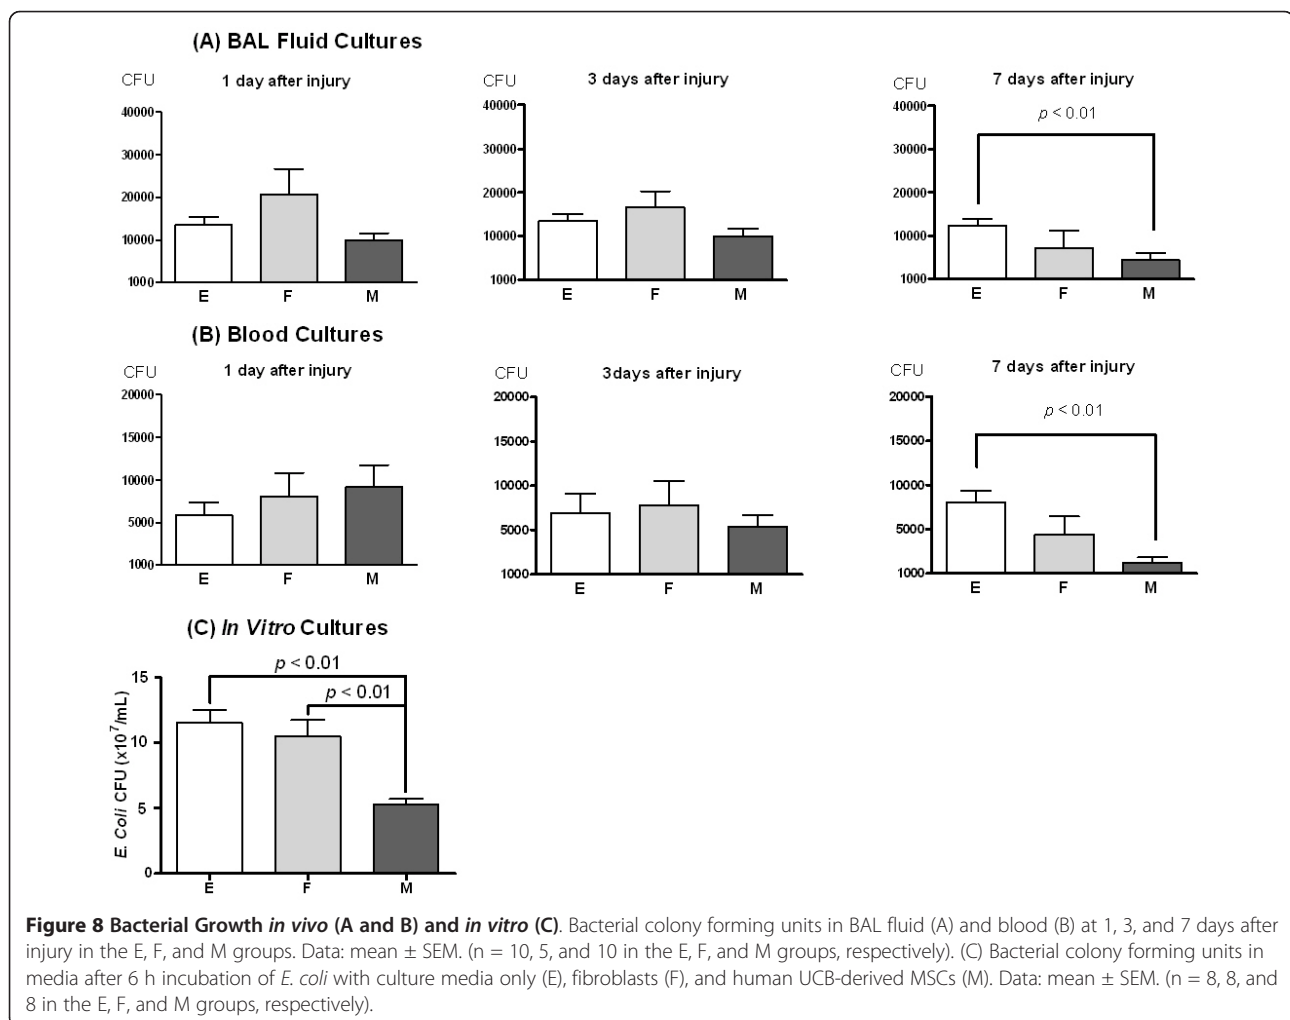 (A) BAL Fluid Cultures
CFU
1 day after injury
40000
30000
20000
10000
1000
E F M
CFU
3 days after injury
40000
30000
20000
10000
1000
E F M
CFU
7 days after injury
p < 0.01
40000
30000
20000
10000
1000
E F M
(B) Blood Cultures
CFU
1 day after injury
20000
15000
10000
5000
1000
E F M
CFU
3days after injury
20000
15000
10000
5000
1000
E F M
CFU
7 days after injury
p < 0.01
20000
15000
10000
5000
1000
E F M
(C) In Vitro Cultures
p < 0.01
p < 0.01
E. Coli CFU (x10⁷/mL)
15
10
5
0
E F M
Figure 8 Bacterial Growth in vivo (A and B) and in vitro (C). Bacterial colony forming units in BAL fluid (A) and blood (B) at 1, 3, and 7 days after
injury in the E, F, and M groups. Data: mean ± SEM. (n = 10, 5, and 10 in the E, F, and M groups, respectively). (C) Bacterial colony forming units in
media after 6 h incubation of E. coli with culture media only (E), fibroblasts (F), and human UCB-derived MSCs (M). Data: mean ± SEM. (n = 8, 8, and
8 in the E, F, and M groups, respectively).